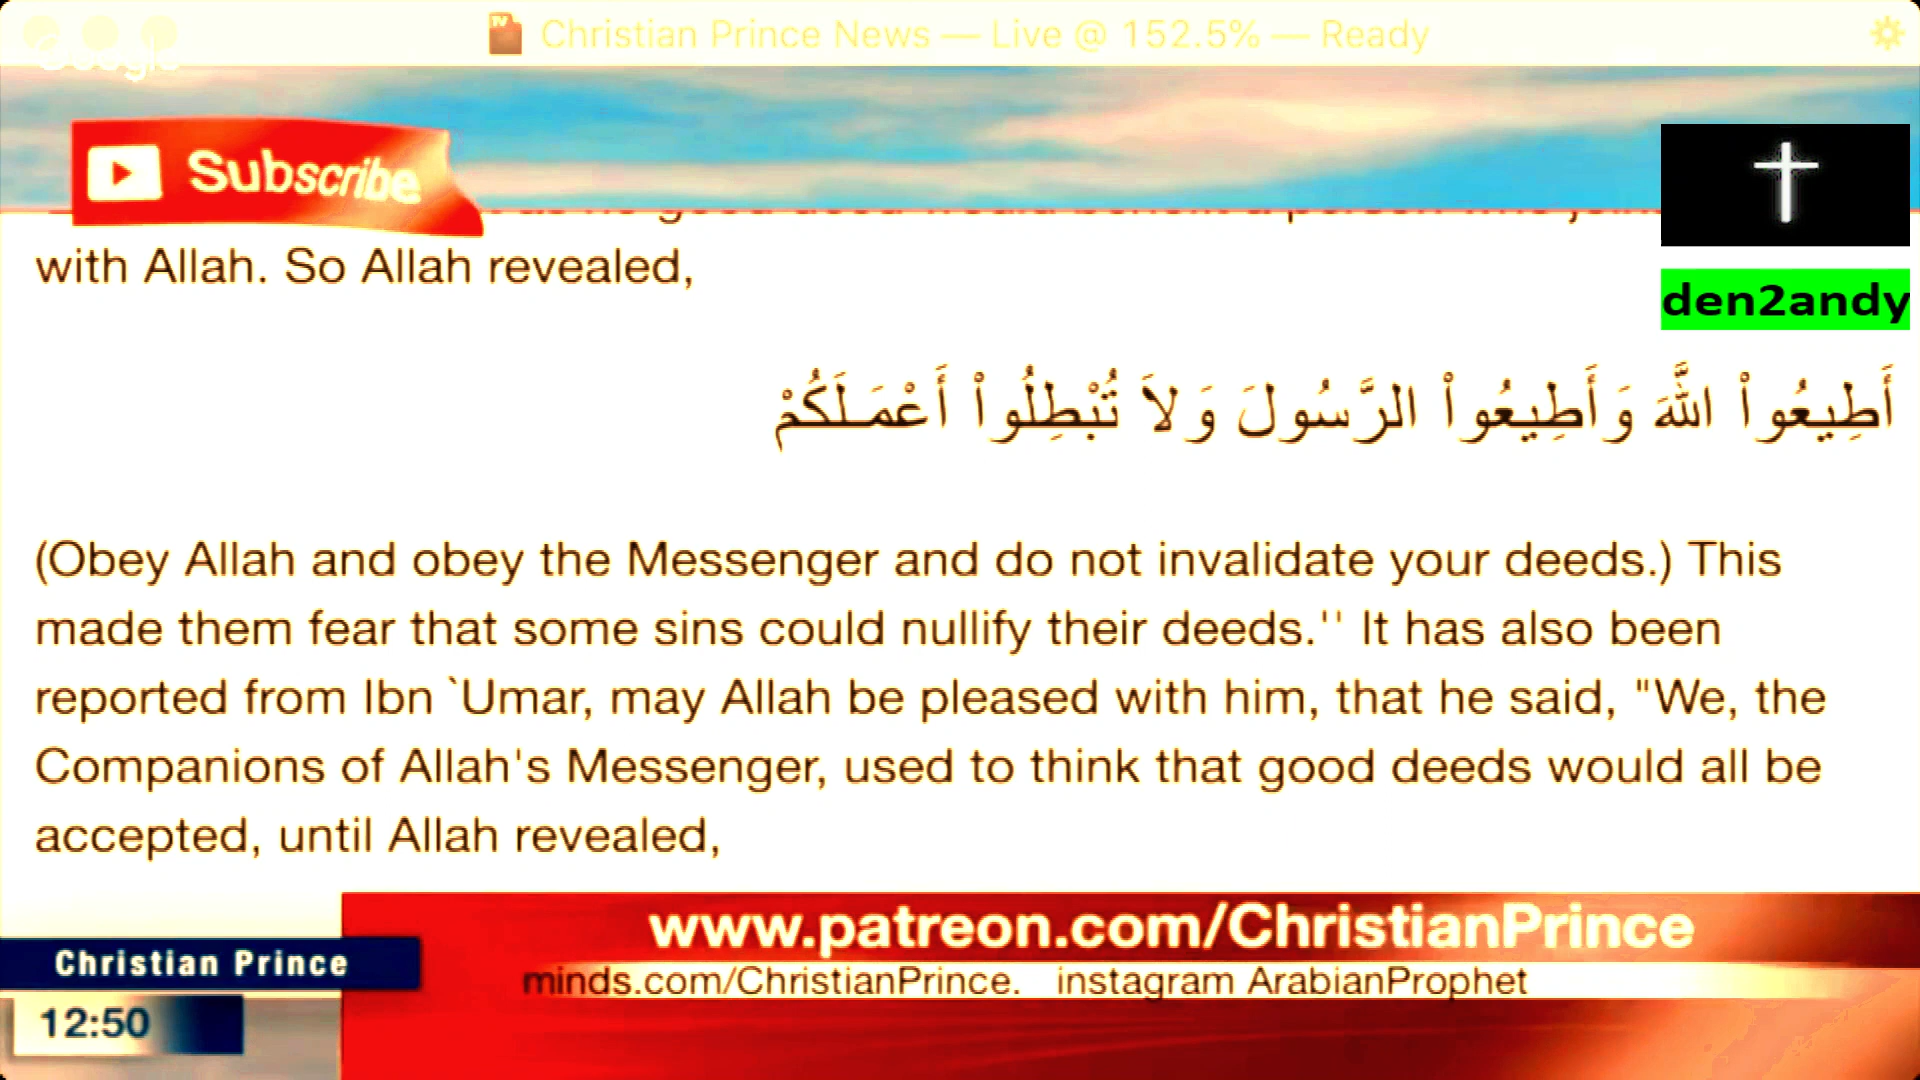 Christian Prince News — Live @ 152.5% — Ready
Google
Subscribe
with Allah. So Allah revealed,
den2andy
أَطِيعُواْ اللَّهَ وَأَطِيعُواْ الرَّسُولَ وَلاَ تُبْطِلُواْ أَعْمَـلَكُمْ
(Obey Allah and obey the Messenger and do not invalidate your deeds.) This
made them fear that some sins could nullify their deeds.'' It has also been
reported from Ibn `Umar, may Allah be pleased with him, that he said, "We, the
Companions of Allah's Messenger, used to think that good deeds would all be
accepted, until Allah revealed,
www.patreon.com/ChristianPrince
Christian Prince
minds.com/ChristianPrince. instagram ArabianProphet
12:50